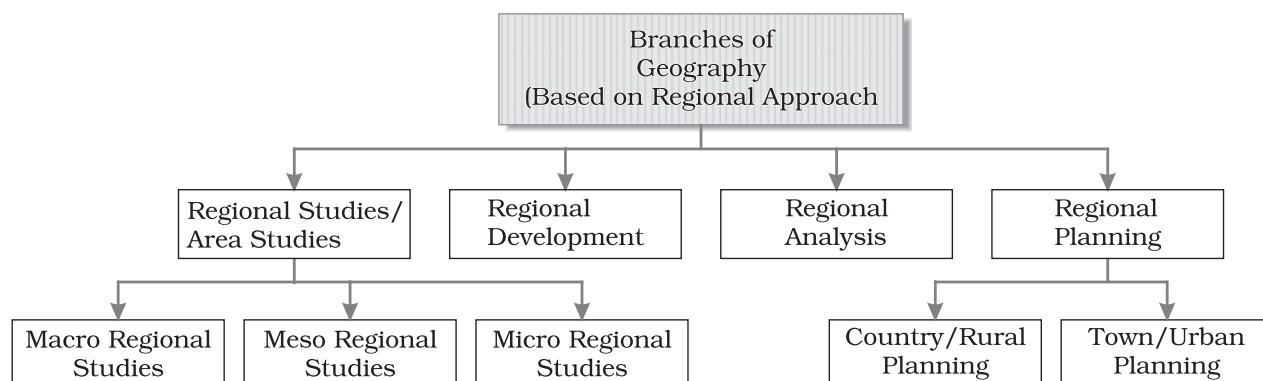 Branches of
Geography
(Based on Regional Approach
Regional Studies/
Area Studies
Regional
Development
Regional
Analysis
Regional
Planning
Macro Regional
Studies
Meso Regional
Studies
Micro Regional
Studies
Country/Rural
Planning
Town/Urban
Planning